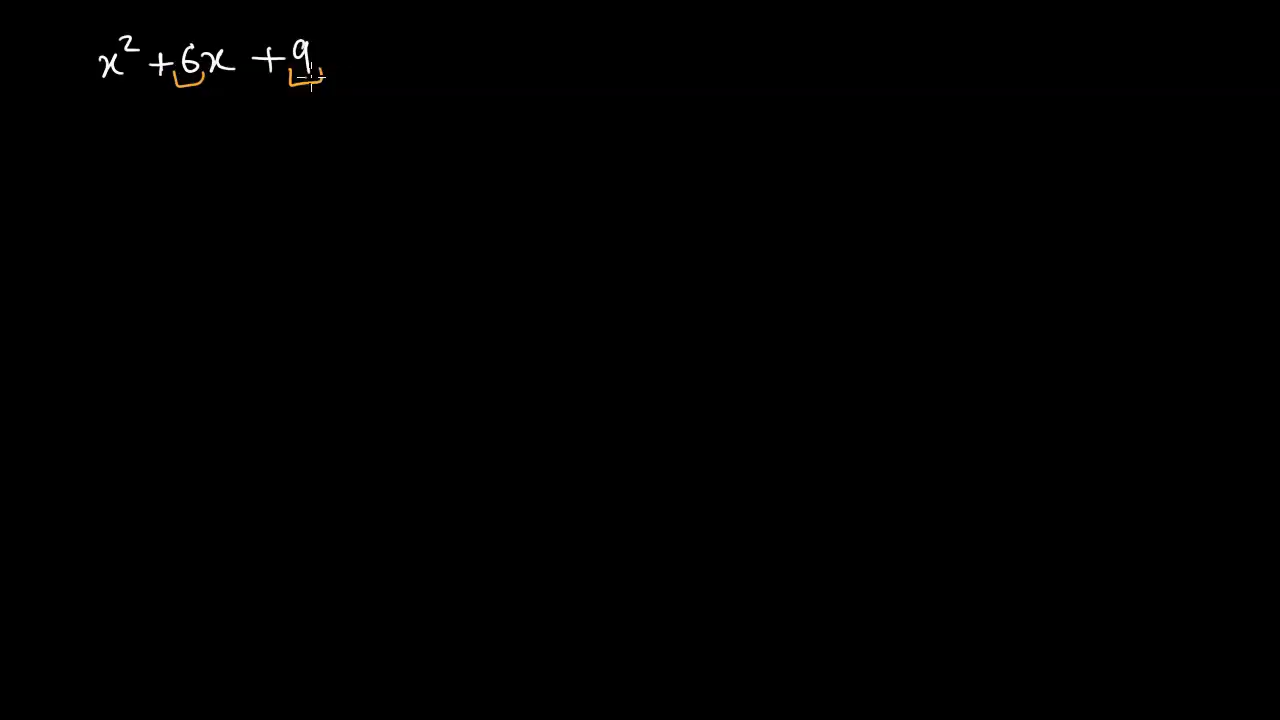 x² + 6x + 9